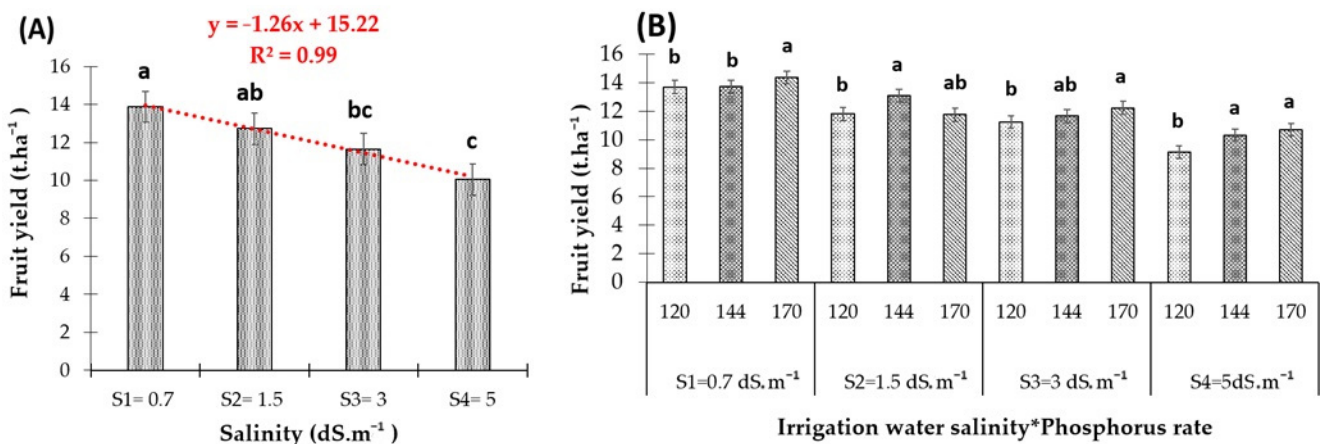 (A)
y = -1.26x + 15.22
R² = 0.99
Fruit yield (t.ha⁻¹ )
16
14
12
10
8
6
4
2
0
a
ab
bc
c
S1= 0.7 S2= 1.5 S3= 3 S4= 5
Salinity (dS.m⁻¹ )
(B)
Fruit yield (t.ha⁻¹ )
16
14
12
10
8
6
4
2
0
b b a b a ab b ab a b a a
120 144 170 120 144 170 120 144 170 120 144 170
S1=0.7 dS.m⁻¹ S2=1.5 dS.m⁻¹ S3=3 dS.m⁻¹ S4=5dS.m⁻¹
Irrigation water salinity*Phosphorus rate